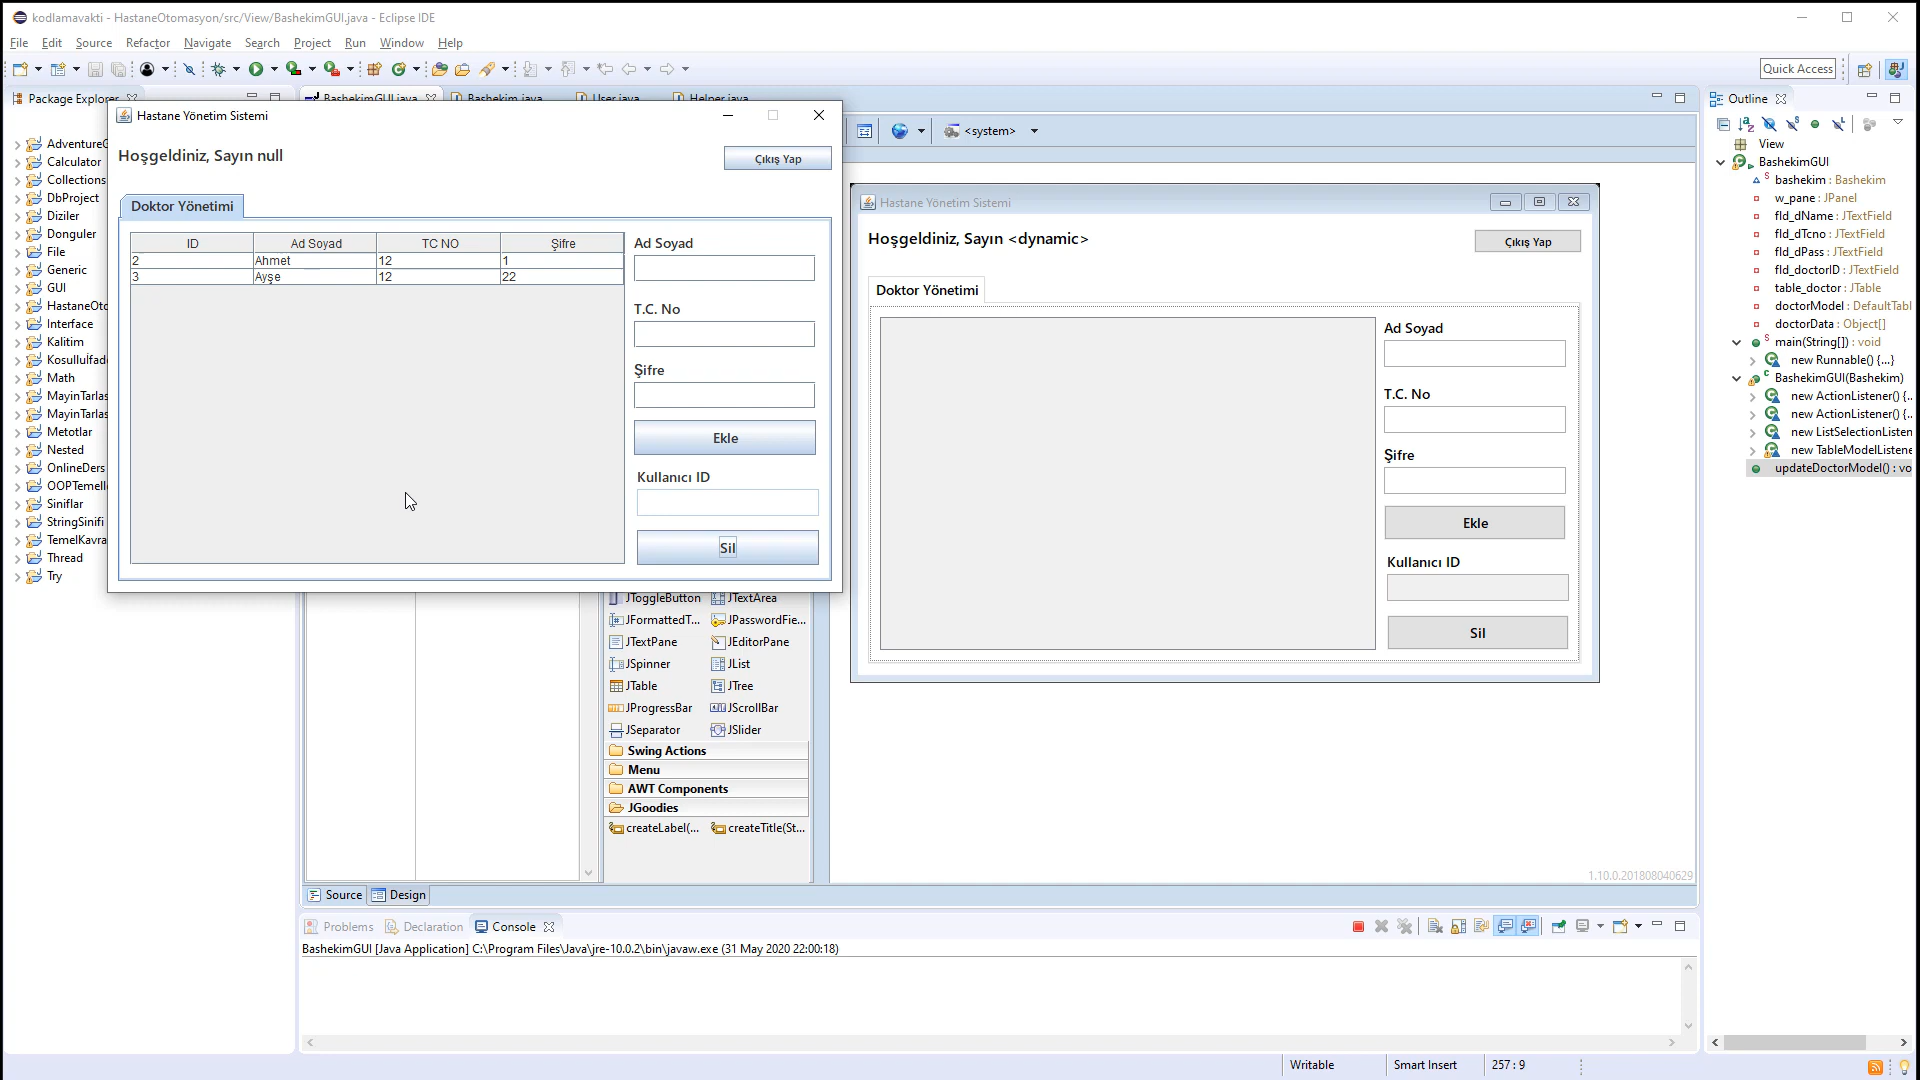 kodlamavakti - HastaneOtomasyon/src/View/BashekimGUI.java - Eclipse IDE
File Edit Source Refactor Navigate Search Project Run Window Help
Quick Access
Package Explorer
BashekimGUI.java Bashekim.java User.java Helper.java
Outline
Hastane Yönetim Sistemi
<system>
Hoşgeldiniz, Sayın null
Çıkış Yap
Doktor Yönetimi
ID Ad Soyad TC NO Şifre
2 Ahmet 12 1
3 Ayşe 12 22
Ad Soyad
T.C. No
Şifre
Ekle
Kullanıcı ID
Sil
Calculator
Collections
DbProject
Diziler
Donguler
File
Generic
GUI
HastaneOto
Interface
Kalitim
Kosullulfade
Math
MayinTarlas
MayinTarlas
Metotlar
Nested
OnlineDers
OOPTemell
Siniflar
StringSinifi
TemelKavra
Thread
Try
Hastane Yönetim Sistemi
Hoşgeldiniz, Sayın <dynamic>
Çıkış Yap
Doktor Yönetimi
Ad Soyad
T.C. No
Şifre
Ekle
Kullanıcı ID
Sil
JToggleButton JTextArea
JFormattedT... JPasswordFie...
JTextPane JEditorPane
JSpinner JList
JTable JTree
JProgressBar JScrollBar
JSeparator JSlider
Swing Actions
Menu
AWT Components
JGoodies
createLabel(... createTitle(St...
1.10.0.201808040629
Source Design
View
BashekimGUI
bashekim : Bashekim
w_pane : JPanel
fld_dName : JTextField
fld_dTcno : JTextField
fld_dPass : JTextField
fld_doctorID : JTextField
table_doctor : JTable
doctorModel : DefaultTabl
doctorData : Object[]
main(String[]) : void
new Runnable() {...}
BashekimGUI(Bashekim)
new ActionListener() {..
new ActionListener() {..
new ListSelectionListen
new TableModelListene
updateDoctorModel() : vo
Problems Declaration Console
BashekimGUI [Java Application] C:\Program Files\Java\jre-10.0.2\bin\javaw.exe (31 May 2020 22:00:18)
Writable Smart Insert 257 : 9